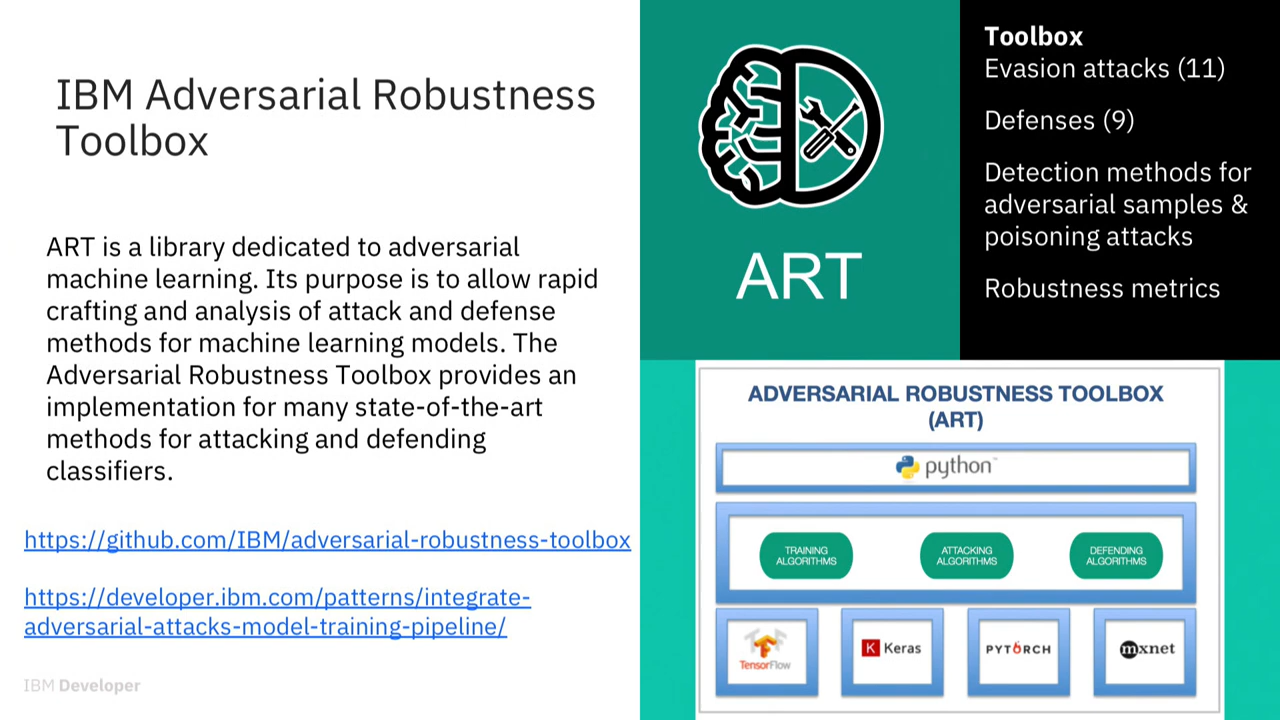 IBM Adversarial Robustness
Toolbox
ART is a library dedicated to adversarial
machine learning. Its purpose is to allow rapid
crafting and analysis of attack and defense
methods for machine learning models. The
Adversarial Robustness Toolbox provides an
implementation for many state-of-the-art
methods for attacking and defending
classifiers.
https://github.com/IBM/adversarial-robustness-toolbox
https://developer.ibm.com/patterns/integrate-
adversarial-attacks-model-training-pipeline/
IBM Developer
ART
Toolbox
Evasion attacks (11)
Defenses (9)
Detection methods for
adversarial samples &
poisoning attacks
Robustness metrics
ADVERSARIAL ROBUSTNESS TOOLBOX
(ART)
python™
TRAINING
ALGORITHMS
ATTACKING
ALGORITHMS
DEFENDING
ALGORITHMS
TensorFlow
K Keras
PYTORCH
mxnet